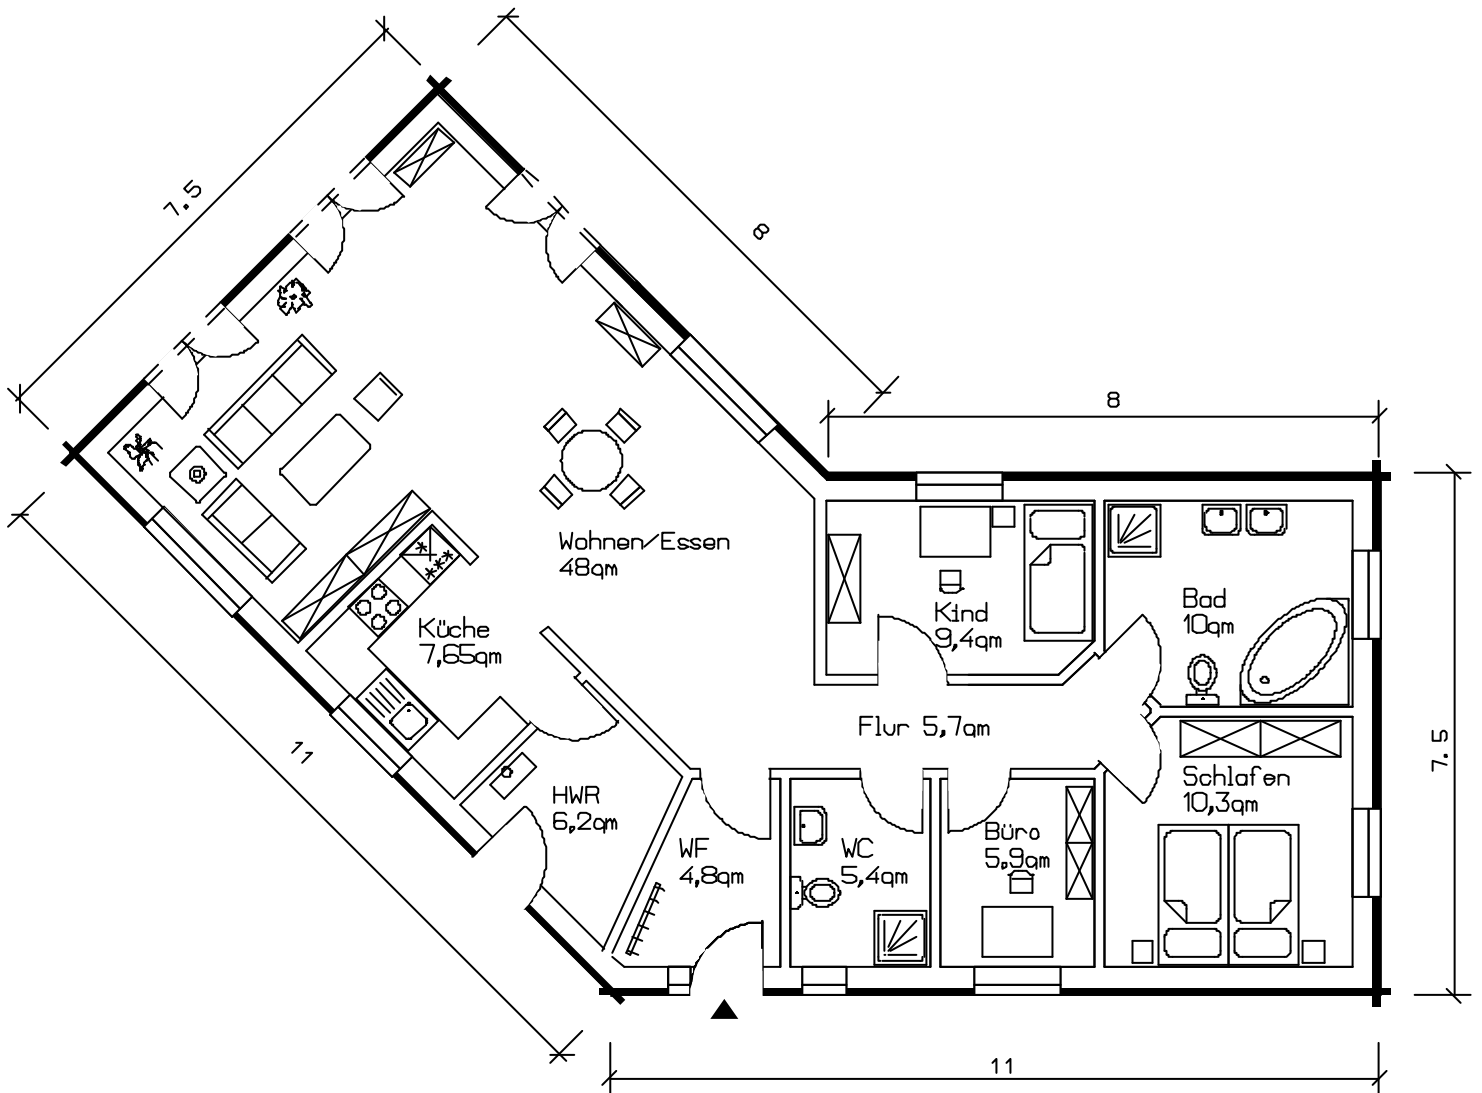 7.5
8
8
Wohnen/Essen
48qm
Küche
7,65qm
Kind
9,4qm
Bad
10qm
Flur 5,7qm
7.5
11
HWR
6,2qm
WF
4,8qm
WC
5,4qm
Büro
5,9qm
Schlafen
10,3qm
11